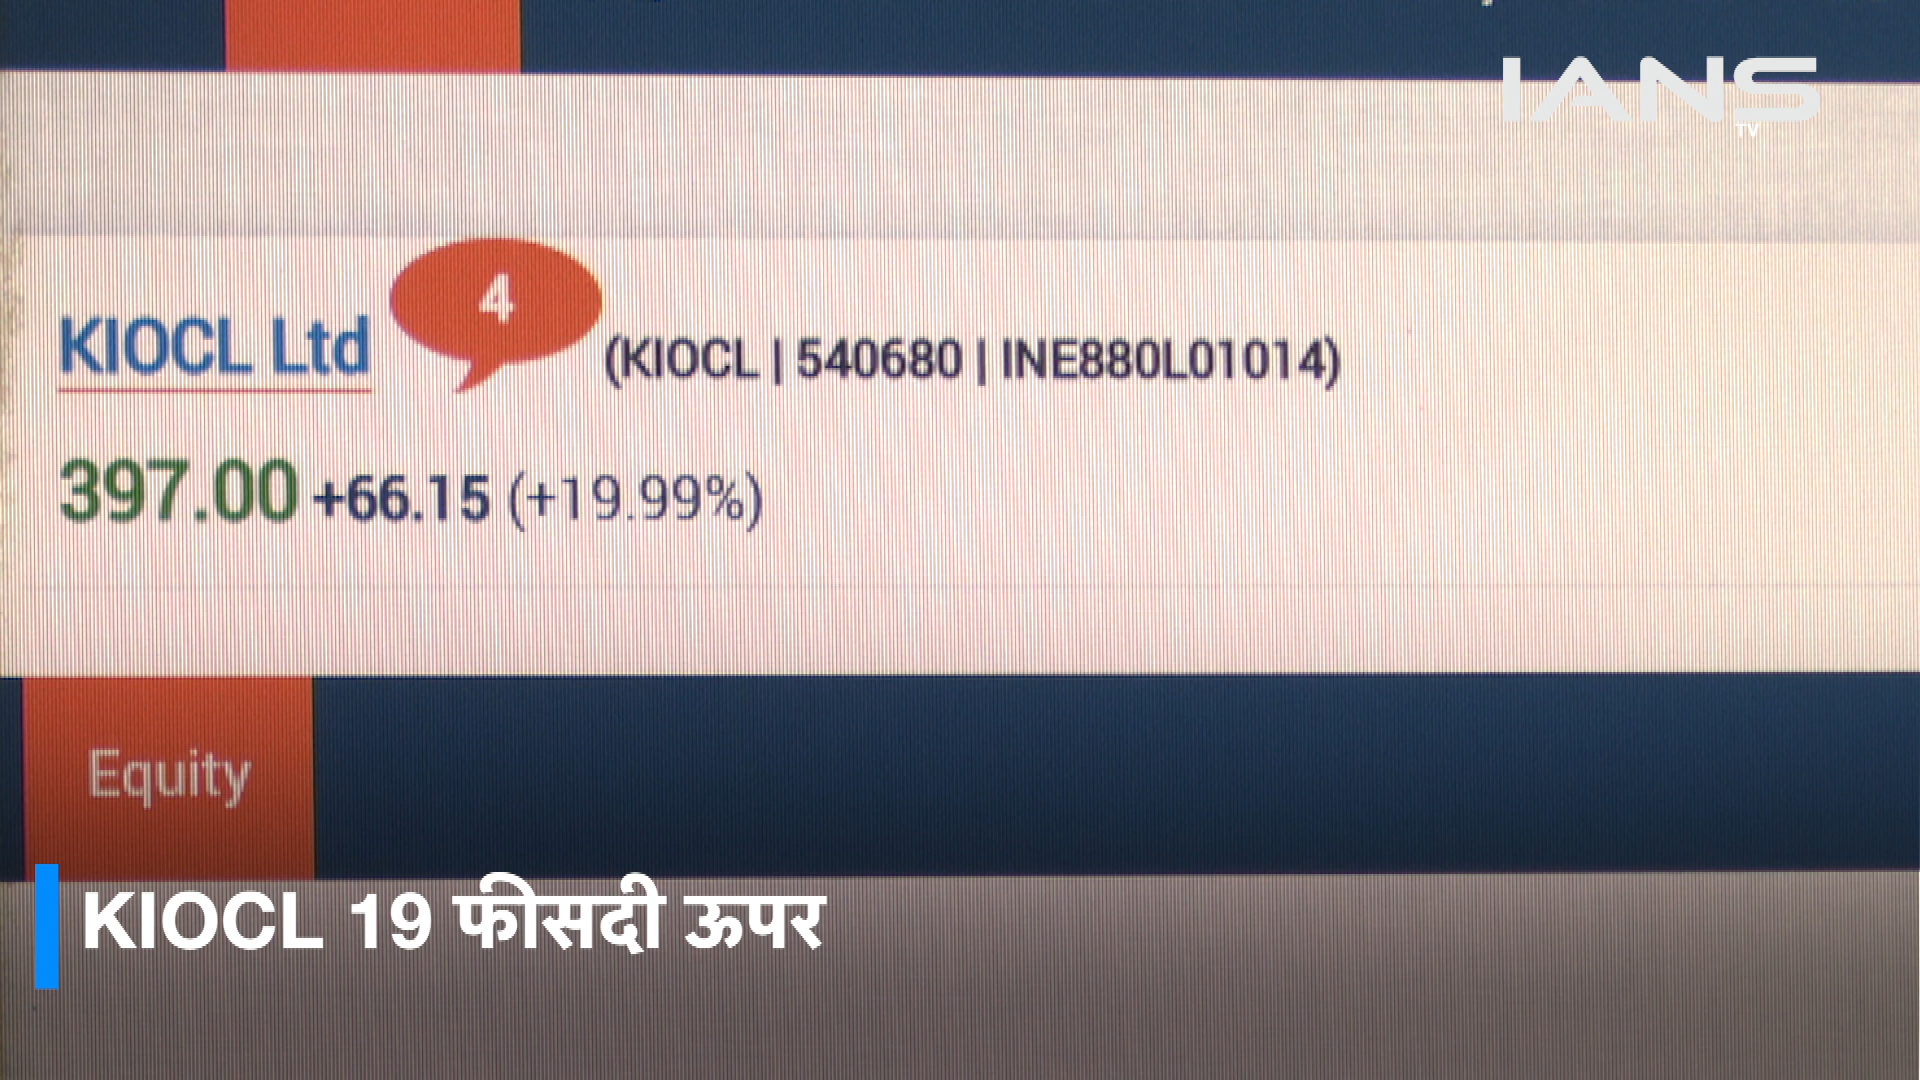 IANS
TV
4
KIOCL Ltd (KIOCL | 540680 | INE880L01014)
397.00 +66.15 (+19.99%)
Equity
KIOCL 19 फीसदी ऊपर